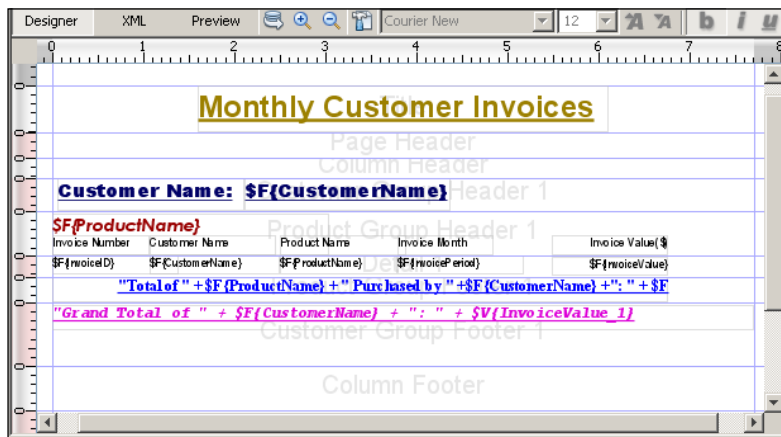 Designer XML Preview Courier New 12 A A b i u
0 1 2 3 4 5 6 7 8
Monthly Customer Invoices
Page Header
Column Header
Customer Name: $F{CustomerName} Header 1
$F{ProductName} Product Group Header 1
Invoice Number Customer Name Product Name Invoice Month Invoice Value($
$F{InvoiceID} $F{CustomerName} $F{ProductName} $F{InvoicePeriod} $F{InvoiceValue}
"Total of " + $F{ProductName} + " Purchased by " + $F{CustomerName} + ": " + $F
"Grand Total of " + $F{CustomerName} + ": " + $V{InvoiceValue_1}
Customer Group Footer 1
Column Footer